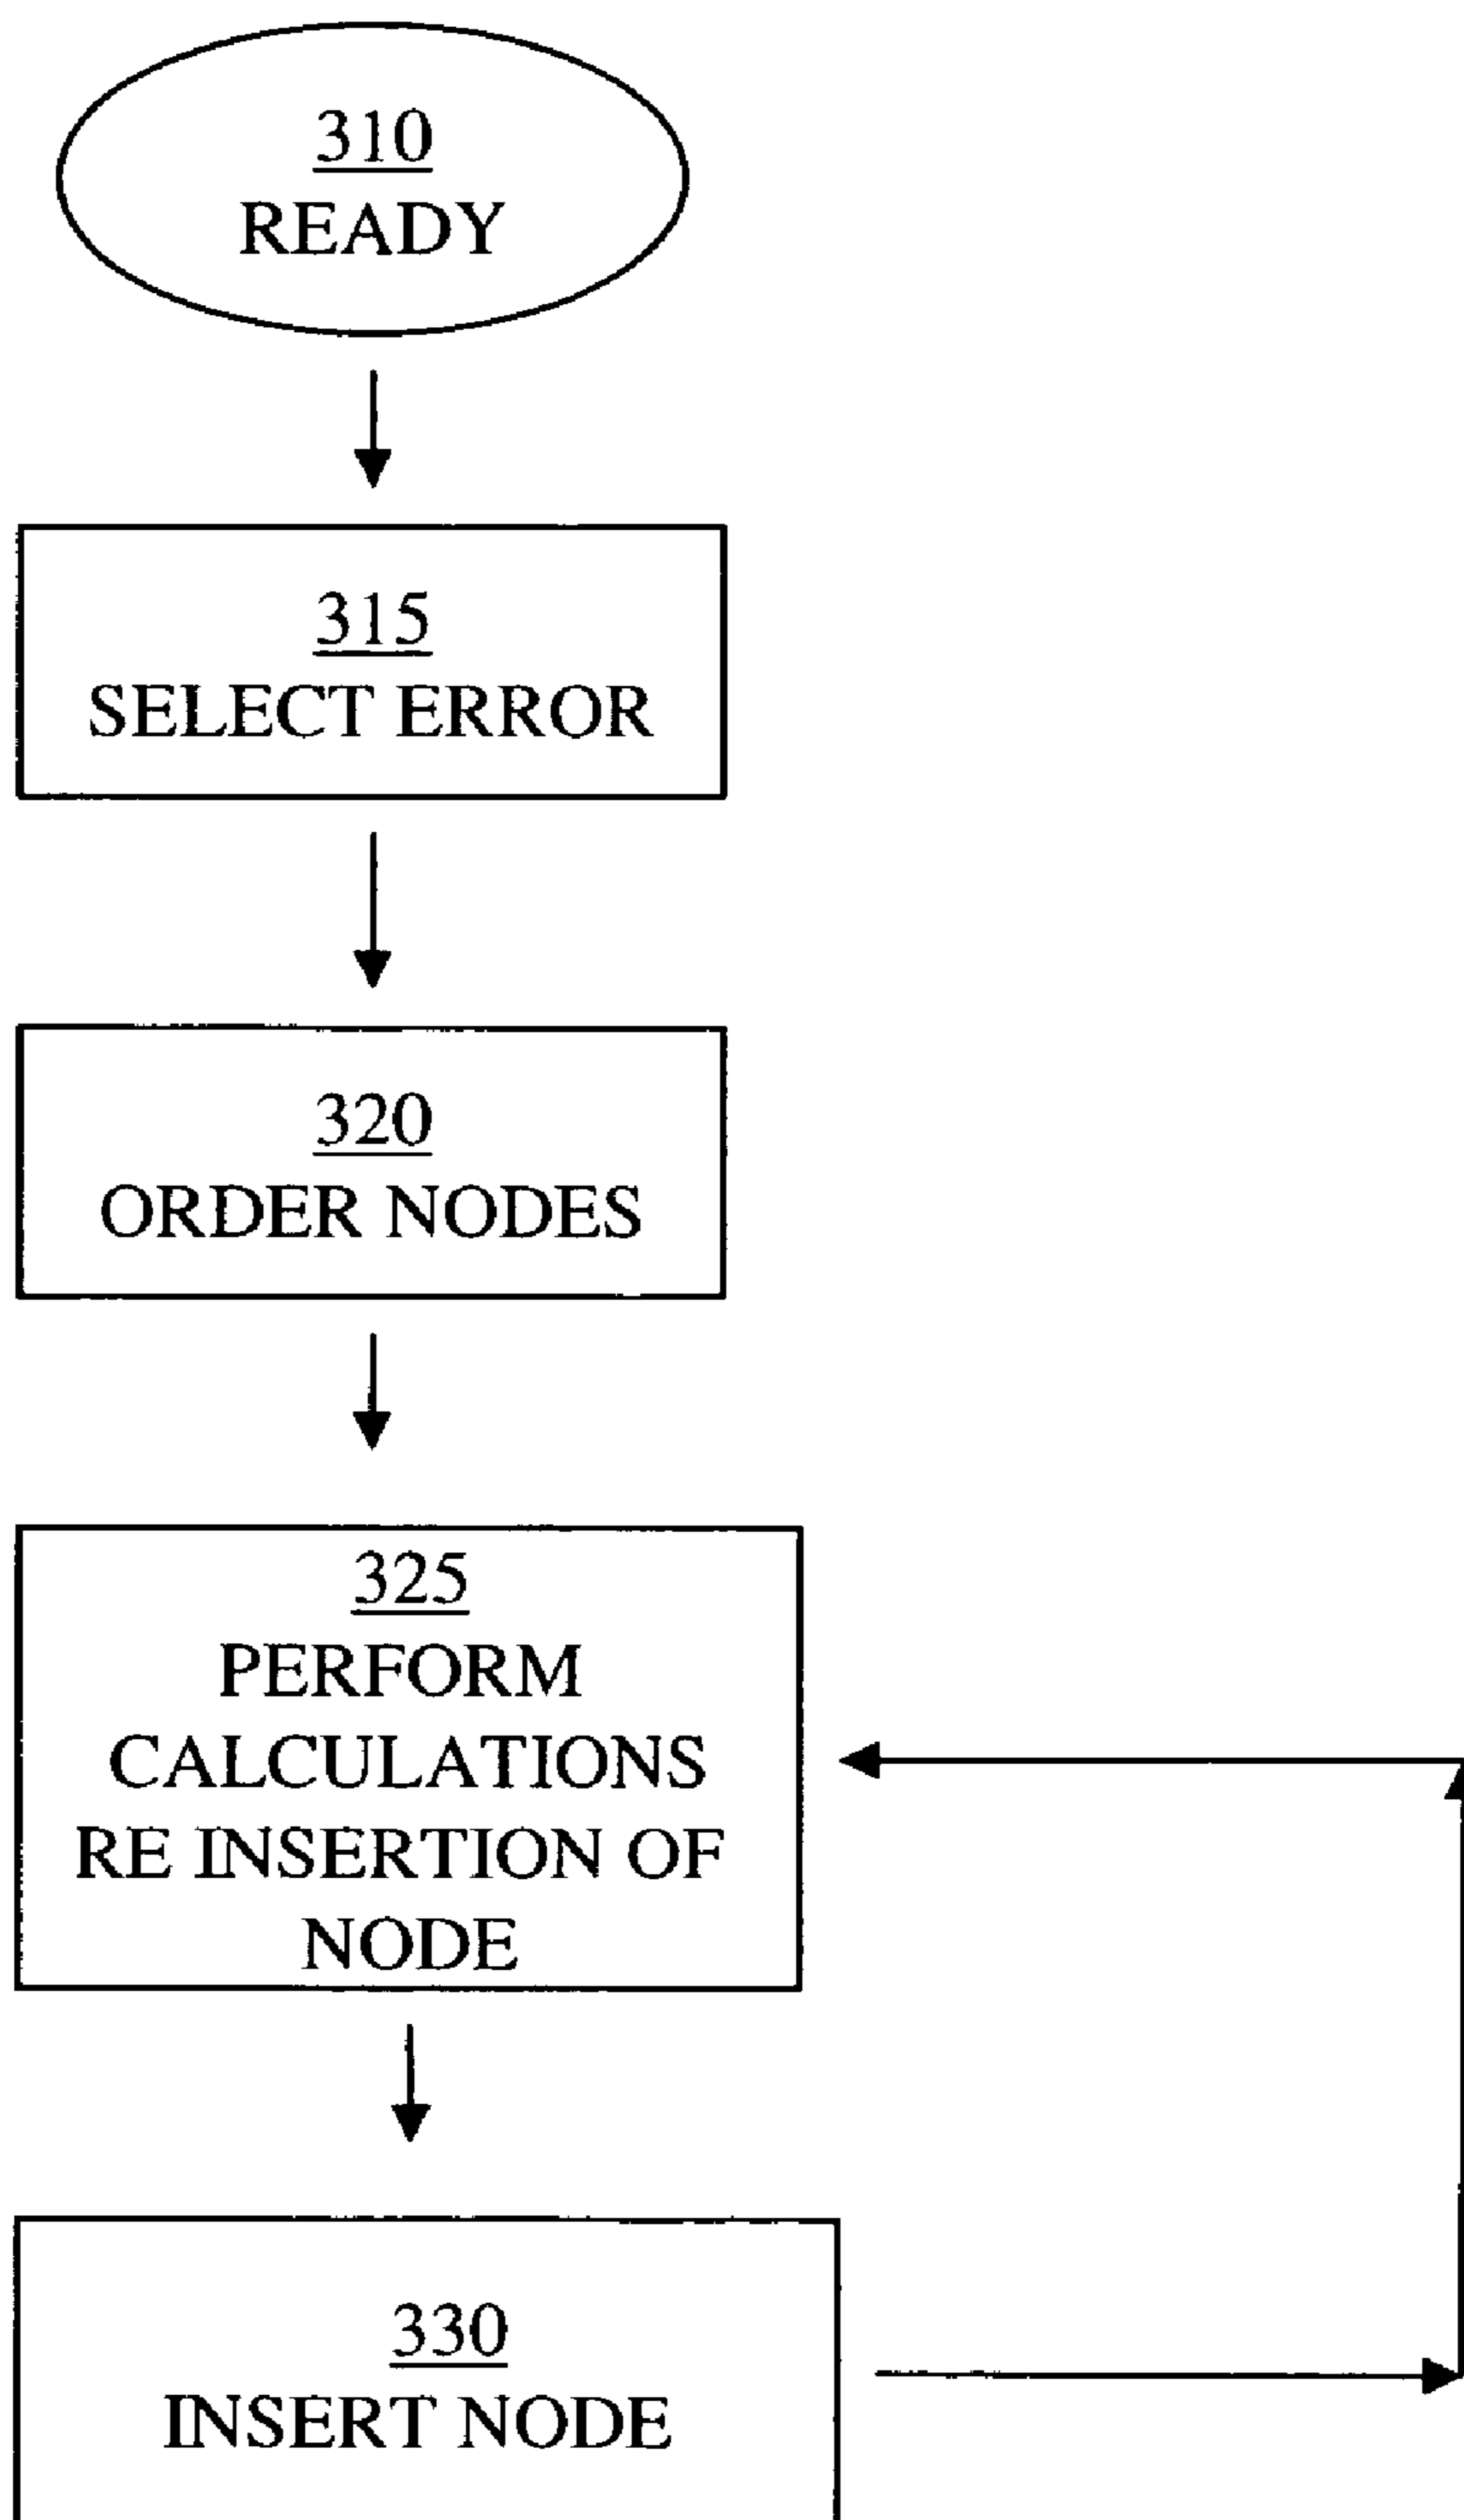 310
READY
315
SELECT ERROR
320
ORDER NODES
325
PERFORM
CALCULATIONS
RE INSERTION OF
NODE
330
INSERT NODE